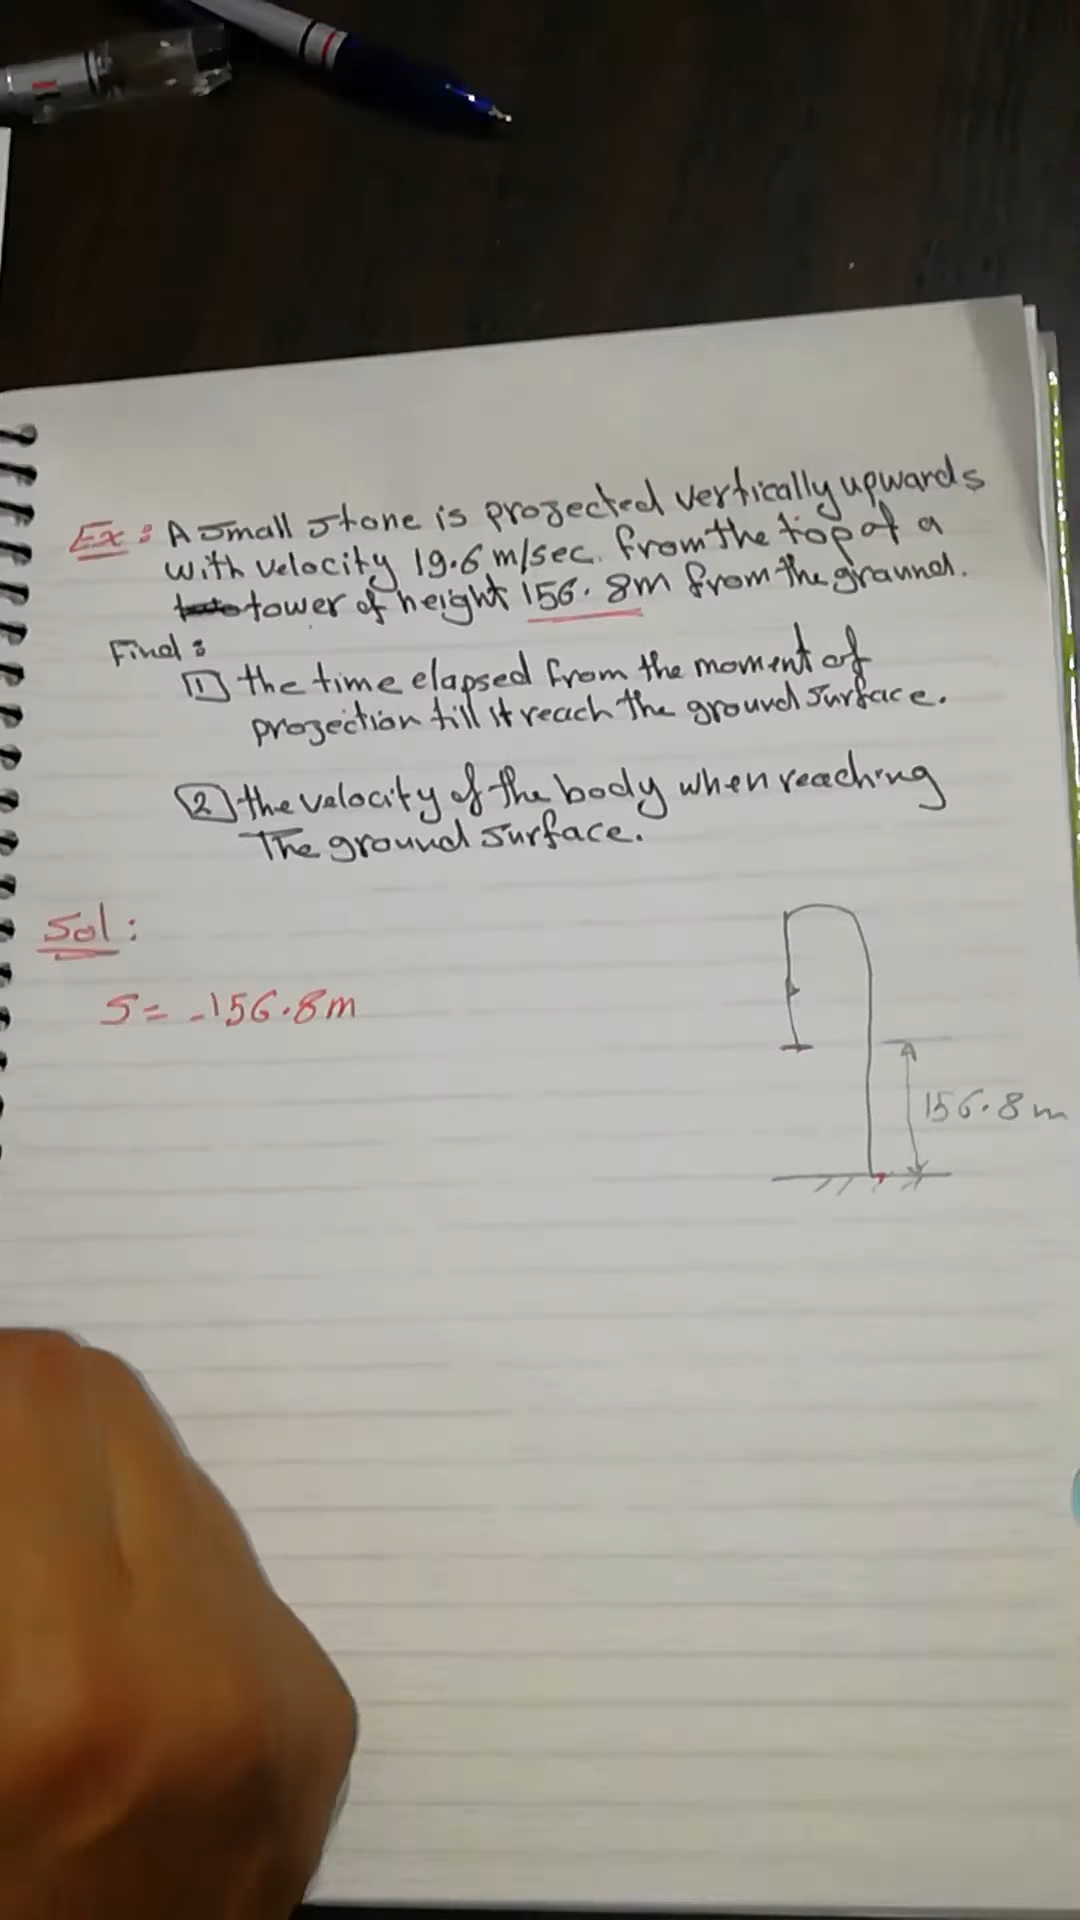 Ex: A small stone is projected vertically upwards
with velocity 19.6 m/sec. from the top of a
tower of height 156.8m from the ground.
Find:
1 the time elapsed from the moment of
projection till it reach the ground surface.
2 the velocity of the body when reaching
The ground surface.
Sol:
S = -156.8m
156.8m